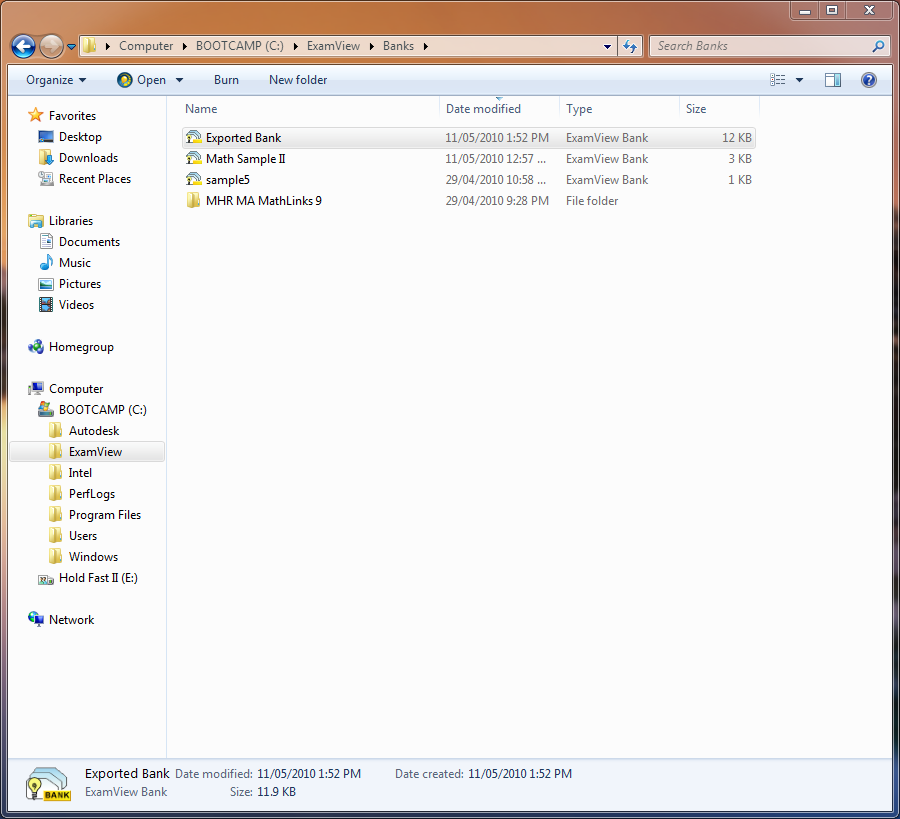 Computer BOOTCAMP (C:) ExamView Banks Search Banks
Organize Open Burn New folder
Name Date modified Type Size
Favorites
Desktop
Downloads
Recent Places
Libraries
Documents
Music
Pictures
Videos
Homegroup
Computer
BOOTCAMP (C:)
Autodesk
ExamView
Intel
PerfLogs
Program Files
Users
Windows
Hold Fast II (E:)
Network
Exported Bank 11/05/2010 1:52 PM ExamView Bank 12 KB
Math Sample II 11/05/2010 12:57 ... ExamView Bank 3 KB
sample5 29/04/2010 10:58 ... ExamView Bank 1 KB
MHR MA MathLinks 9 29/04/2010 9:28 PM File folder
BANK
Exported Bank Date modified: 11/05/2010 1:52 PM Date created: 11/05/2010 1:52 PM
ExamView Bank Size: 11.9 KB